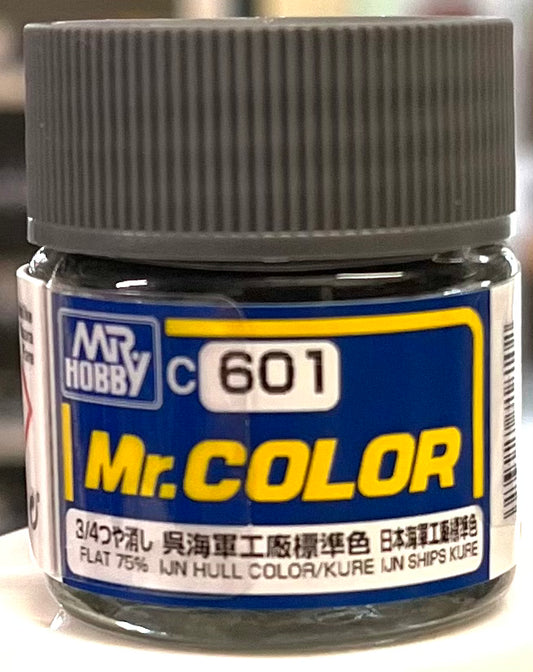 MR HOBBY
C 601
Mr.COLOR
3/4つや消し 呉海軍工廠標準色 日本海軍工廠標準色
FLAT 75% IJN HULL COLOR/KURE IJN SHIPS KURE